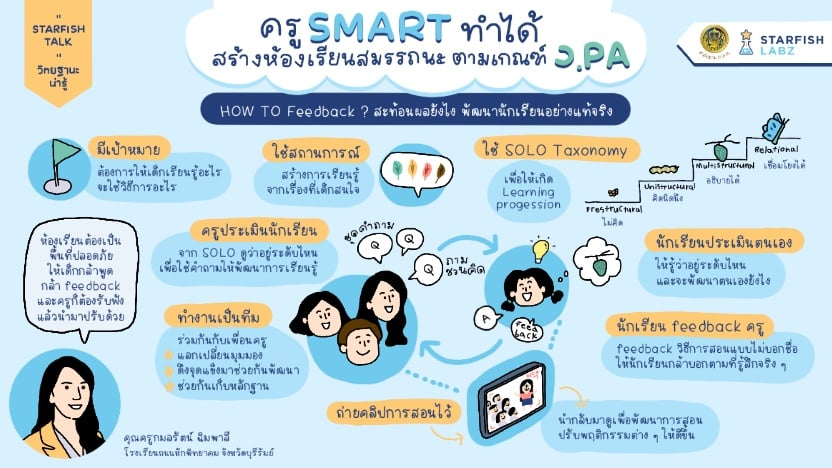 "
STARFISH
TALK
"
วิทยฐานะ
น่ารู้
ครู SMART ทำได้
สร้างห้องเรียนสมรรถนะ ตามเกณฑ์ ว.PA
STARFISH
LABZ
HOW TO Feedback ? สะท้อนผลยังไง พัฒนานักเรียนอย่างแท้จริง
มีเป้าหมาย
ต้องการให้เด็กเรียนรู้อะไร
จะใช้วิธีการอะไร
ใช้สถานการณ์
สร้างการเรียนรู้
จากเรื่องที่เด็กสนใจ
ใช้ SOLO Taxonomy
เพื่อให้เกิด
Learning
progession
Prestructural
ไม่คิด
Unistructural
คิดนิดนึง
Multistructural
อธิบายได้
Relational
เชื่อมโยงได้
ห้องเรียนต้องเป็น
พื้นที่ปลอดภัย
ให้เด็กกล้าพูด
กล้า feedback
และครูก็ต้องรับฟัง
แล้วนำมาปรับด้วย
คุณครูกมลรัตน์ ฉิมพาลี
โรงเรียนถนนหักพิทยาคม จังหวัดบุรีรัมย์
ครูประเมินนักเรียน
จาก SOLO ดูว่าอยู่ระดับไหน
เพื่อใช้คำถามให้พัฒนาการเรียนรู้
ทำงานเป็นทีม
ร่วมกันกับเพื่อนครู
แลกเปลี่ยนมุมมอง
ดึงจุดแข็งมาช่วยกันพัฒนา
ช่วยกันเก็บหลักฐาน
ชุดคำถาม
Q
Q
Q
ถาม
ชวนคิด
A
Feed
back
นักเรียนประเมินตนเอง
ให้รู้ว่าอยู่ระดับไหน
และจะพัฒนาตนเองยังไง
นักเรียน feedback ครู
feedback วิธีการสอนแบบไม่บอกชื่อ
ให้นักเรียนกล้าบอกตามที่รู้สึกจริง ๆ
ถ่ายคลิปการสอนไว้
นำกลับมาดูเพื่อพัฒนาการสอน
ปรับพฤติกรรมต่าง ๆ ให้ดีขึ้น